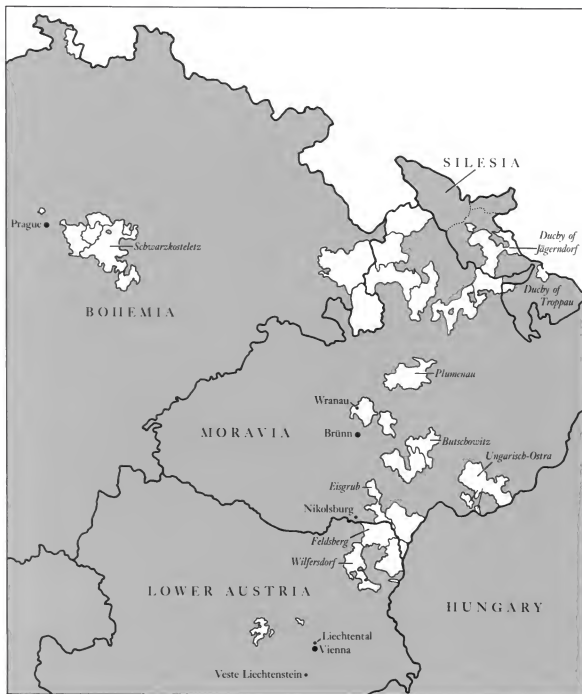 SILESIA
Duchy of
Jägerndorf
Prague
Schwarzkosteletz
Duchy of
Troppau
BOHEMIA
Plumenau
Wranau
MORAVIA
Brünn
Butschowitz
Ungarisch-Ostra
Eisgrub
Nikolsburg
Feldsberg
Wilfersdorf
LOWER AUSTRIA
HUNGARY
Liechtental
Vienna
Veste Liechtenstein